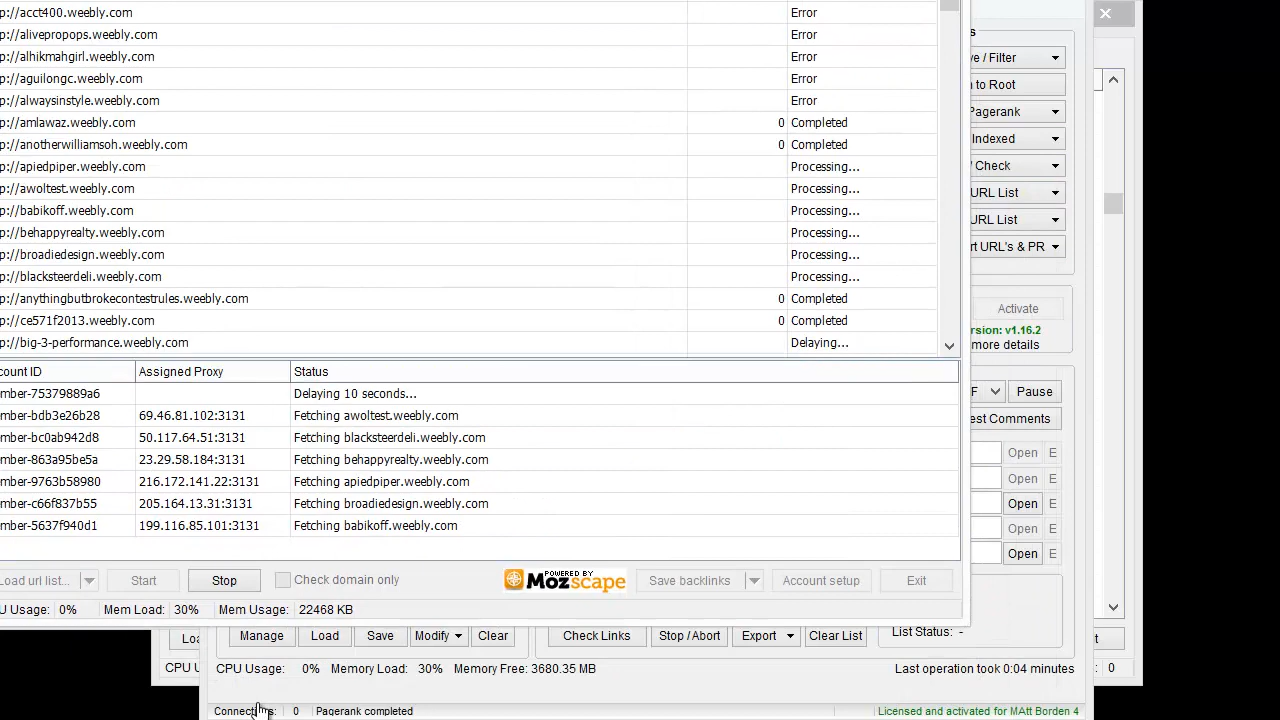 p://acct400.weebly.com Error
p://alivepropops.weebly.com Error
p://alhikmahgirl.weebly.com Error
p://aguilongc.weebly.com Error
p://alwaysinstyle.weebly.com Error
p://amlawaz.weebly.com 0 Completed
p://anotherwilliamsoh.weebly.com 0 Completed
p://apiedpiper.weebly.com Processing...
p://awoltest.weebly.com Processing...
p://babikoff.weebly.com Processing...
p://behappyrealty.weebly.com Processing...
p://broadiedesign.weebly.com Processing...
p://blacksteerdeli.weebly.com Processing...
p://anythingbutbrokecontestrules.weebly.com 0 Completed
p://ce571f2013.weebly.com 0 Completed
p://big-3-performance.weebly.com Delaying...
s
ve / Filter
to Root
Pagerank
Indexed
/ Check
URL List
URL List
rt URL's & PR
Activate
rsion: v1.16.2
more details
F Pause
est Comments
Open E
Open E
Open E
Open E
Open E
count ID Assigned Proxy Status
mber-75379889a6 Delaying 10 seconds...
mber-bdb3e26b28 69.46.81.102:3131 Fetching awoltest.weebly.com
mber-bc0ab942d8 50.117.64.51:3131 Fetching blacksteerdeli.weebly.com
mber-863a95be5a 23.29.58.184:3131 Fetching behappyrealty.weebly.com
mber-9763b58980 216.172.141.22:3131 Fetching apiedpiper.weebly.com
mber-c66f837b55 205.164.13.31:3131 Fetching broadiedesign.weebly.com
mber-5637f940d1 199.116.85.101:3131 Fetching babikoff.weebly.com
Load url list... Start Stop Check domain only POWERED BY Mozscape Save backlinks Account setup Exit
U Usage: 0% Mem Load: 30% Mem Usage: 22468 KB
Loa Manage Load Save Modify Clear Check Links Stop / Abort Export Clear List List Status: - t
CPU U CPU Usage: 0% Memory Load: 30% Memory Free: 3680.35 MB Last operation took 0:04 minutes : 0
Connections: 0 Pagerank completed Licensed and activated for MAtt Borden 4